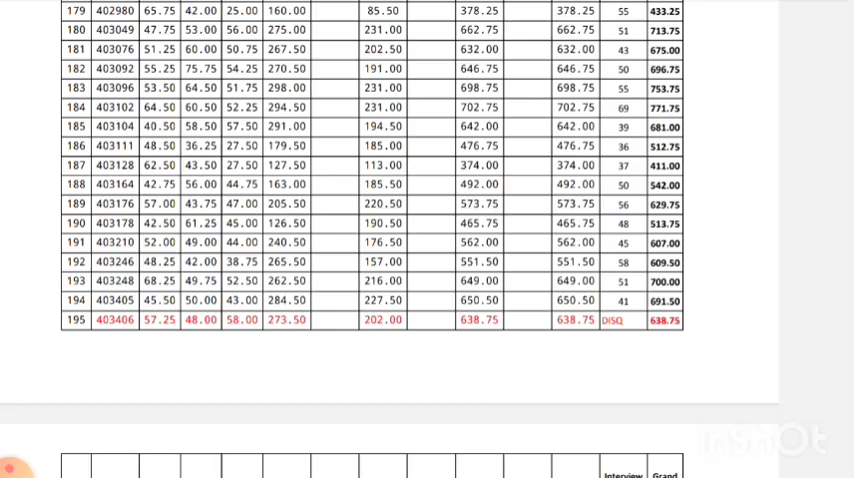 179 402980 65.75 42.00 25.00 160.00 85.50 378.25 378.25 55 433.25
180 403049 47.75 53.00 56.00 275.00 231.00 662.75 662.75 51 713.75
181 403076 51.25 60.00 50.75 267.50 202.50 632.00 632.00 43 675.00
182 403092 55.25 75.75 54.25 270.50 191.00 646.75 646.75 50 696.75
183 403096 53.50 64.50 51.75 298.00 231.00 698.75 698.75 55 753.75
184 403102 64.50 60.50 52.25 294.50 231.00 702.75 702.75 69 771.75
185 403104 40.50 58.50 57.50 291.00 194.50 642.00 642.00 39 681.00
186 403111 48.50 36.25 27.50 179.50 185.00 476.75 476.75 36 512.75
187 403128 62.50 43.50 27.50 127.50 113.00 374.00 374.00 37 411.00
188 403164 42.75 56.00 44.75 163.00 185.50 492.00 492.00 50 542.00
189 403176 57.00 43.75 47.00 205.50 220.50 573.75 573.75 56 629.75
190 403178 42.50 61.25 45.00 126.50 190.50 465.75 465.75 48 513.75
191 403210 52.00 49.00 44.00 240.50 176.50 562.00 562.00 45 607.00
192 403246 48.25 42.00 38.75 265.50 157.00 551.50 551.50 58 609.50
193 403248 68.25 49.75 52.50 262.50 216.00 649.00 649.00 51 700.00
194 403405 45.50 50.00 43.00 284.50 227.50 650.50 650.50 41 691.50
195 403406 57.25 48.00 58.00 273.50 202.00 638.75 638.75 DISQ 638.75
InShOt
Interview Grand